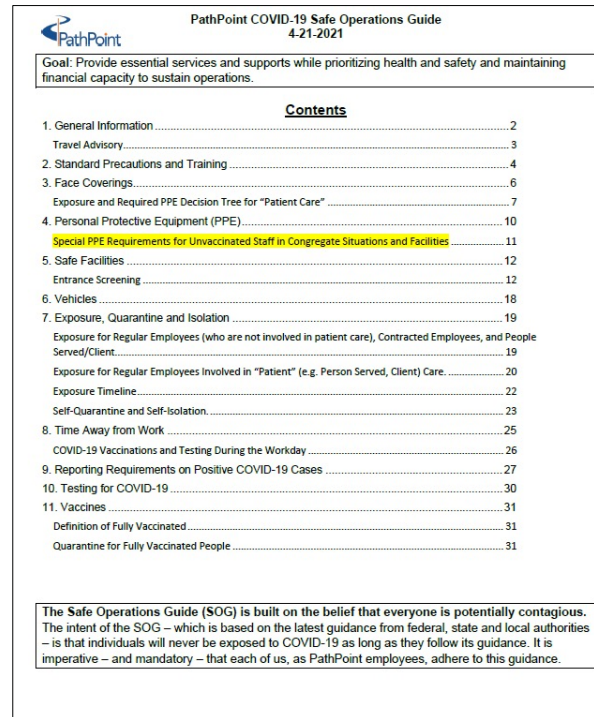 PathPoint
PathPoint COVID-19 Safe Operations Guide
4-21-2021
Goal: Provide essential services and supports while prioritizing health and safety and maintaining
financial capacity to sustain operations.
Contents
1. General Information 2
Travel Advisory 3
2. Standard Precautions and Training 4
3. Face Coverings 6
Exposure and Required PPE Decision Tree for "Patient Care" 7
4. Personal Protective Equipment (PPE) 10
Special PPE Requirements for Unvaccinated Staff in Congregate Situations and Facilities 11
5. Safe Facilities 12
Entrance Screening 12
6. Vehicles 18
7. Exposure, Quarantine and Isolation 19
Exposure for Regular Employees (who are not involved in patient care), Contracted Employees, and People
Served/Client 19
Exposure for Regular Employees Involved in "Patient" (e.g. Person Served, Client) Care. 20
Exposure Timeline 22
Self-Quarantine and Self-Isolation. 23
8. Time Away from Work 25
COVID-19 Vaccinations and Testing During the Workday 26
9. Reporting Requirements on Positive COVID-19 Cases 27
10. Testing for COVID-19 30
11. Vaccines 31
Definition of Fully Vaccinated 31
Quarantine for Fully Vaccinated People 31
The Safe Operations Guide (SOG) is built on the belief that everyone is potentially contagious.
The intent of the SOG – which is based on the latest guidance from federal, state and local authorities
– is that individuals will never be exposed to COVID-19 as long as they follow its guidance. It is
imperative – and mandatory – that each of us, as PathPoint employees, adhere to this guidance.